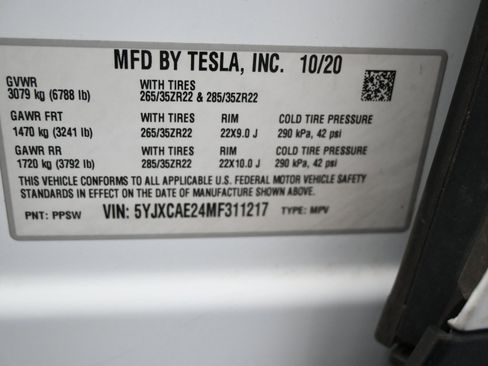 MFD BY TESLA, INC. 10/20
GVWR
3079 kg (6788 lb)
WITH TIRES
265/35ZR22 & 285/35ZR22
GAWR FRT
1470 kg (3241 lb)
WITH TIRES
265/35ZR22
RIM
22X9.0 J
COLD TIRE PRESSURE
290 kPa, 42 psi
GAWR RR
1720 kg (3792 lb)
WITH TIRES
285/35ZR22
RIM
22X10.0 J
COLD TIRE PRESSURE
290 kPa, 42 psi
THIS VEHICLE CONFORMS TO ALL APPLICABLE U.S. FEDERAL MOTOR VEHICLE SAFETY
STANDARDS IN EFFECT ON THE DATE OF MANUFACTURE SHOWN ABOVE.
PNT: PPSW VIN: 5YJXCAE24MF311217 TYPE: MPV